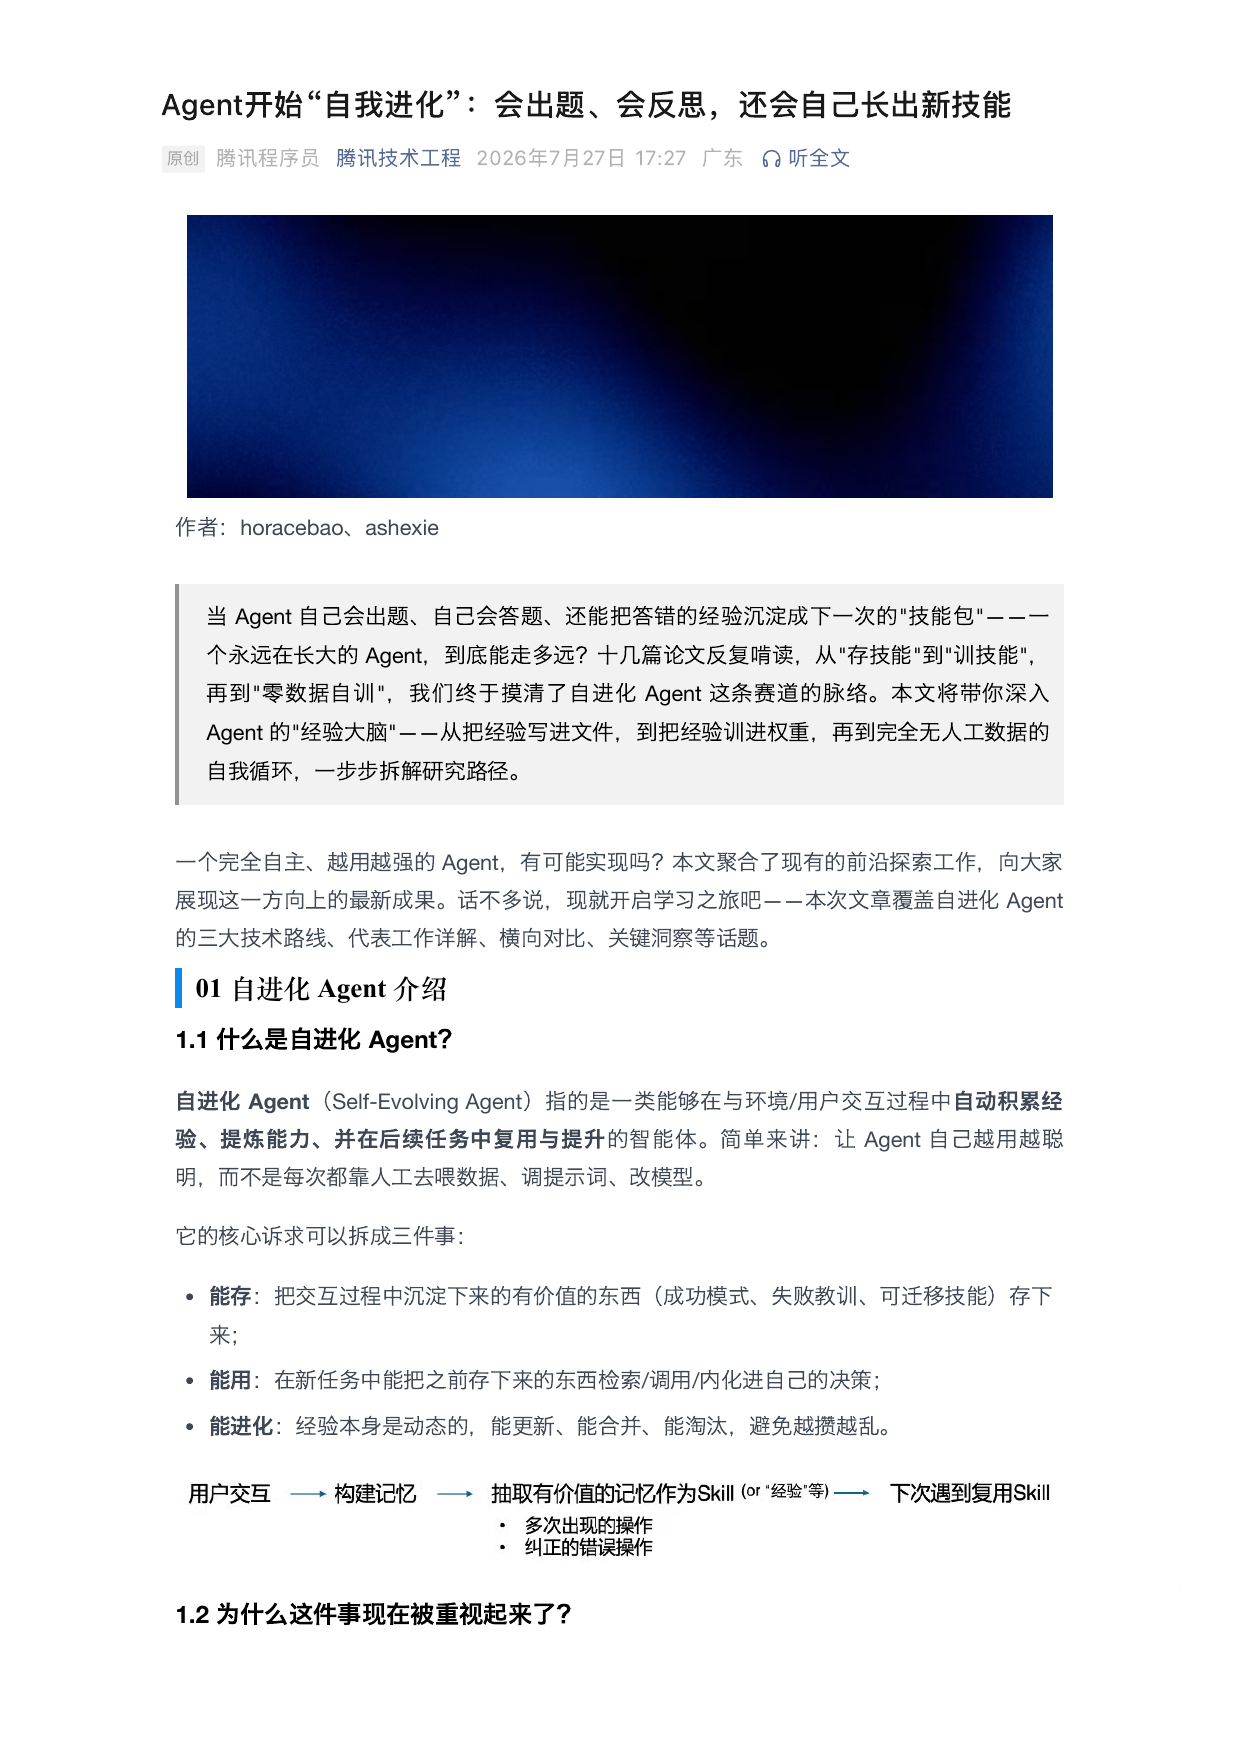 Agent开始“自我进化”：会出题、会反思，还会自己长出新技能
原创 腾讯程序员 腾讯技术工程 2026年7月27日 17:27 广东 听全文
作者：horacebao、ashexie
当 Agent 自己会出题、自己会答题、还能把答错的经验沉淀成下一次的"技能包"——一
个永远在长大的 Agent，到底能走多远？十几篇论文反复啃读，从"存技能"到"训技能"，
再到"零数据自训"，我们终于摸清了自进化 Agent 这条赛道的脉络。本文将带你深入
Agent 的"经验大脑"——从把经验写进文件，到把经验训进权重，再到完全无人工数据的
自我循环，一步步拆解研究路径。
一个完全自主、越用越强的 Agent，有可能实现吗？本文聚合了现有的前沿探索工作，向大家
展现这一方向上的最新成果。话不多说，现就开启学习之旅吧——本次文章覆盖自进化 Agent
的三大技术路线、代表工作详解、横向对比、关键洞察等话题。
01 自进化 Agent 介绍
1.1 什么是自进化 Agent？
自进化 Agent（Self-Evolving Agent）指的是一类能够在与环境/用户交互过程中自动积累经
验、提炼能力、并在后续任务中复用与提升的智能体。简单来讲：让 Agent 自己越用越聪
明，而不是每次都靠人工去喂数据、调提示词、改模型。
它的核心诉求可以拆成三件事：
• 能存：把交互过程中沉淀下来的有价值的东西（成功模式、失败教训、可迁移技能）存下
来；
• 能用：在新任务中能把之前存下来的东西检索/调用/内化进自己的决策；
• 能进化：经验本身是动态的，能更新、能合并、能淘汰，避免越攒越乱。
用户交互 → 构建记忆 → 抽取有价值的记忆作为Skill (or “经验”等) → 下次遇到复用Skill
• 多次出现的操作
• 纠正的错误操作
1.2 为什么这件事现在被重视起来了？